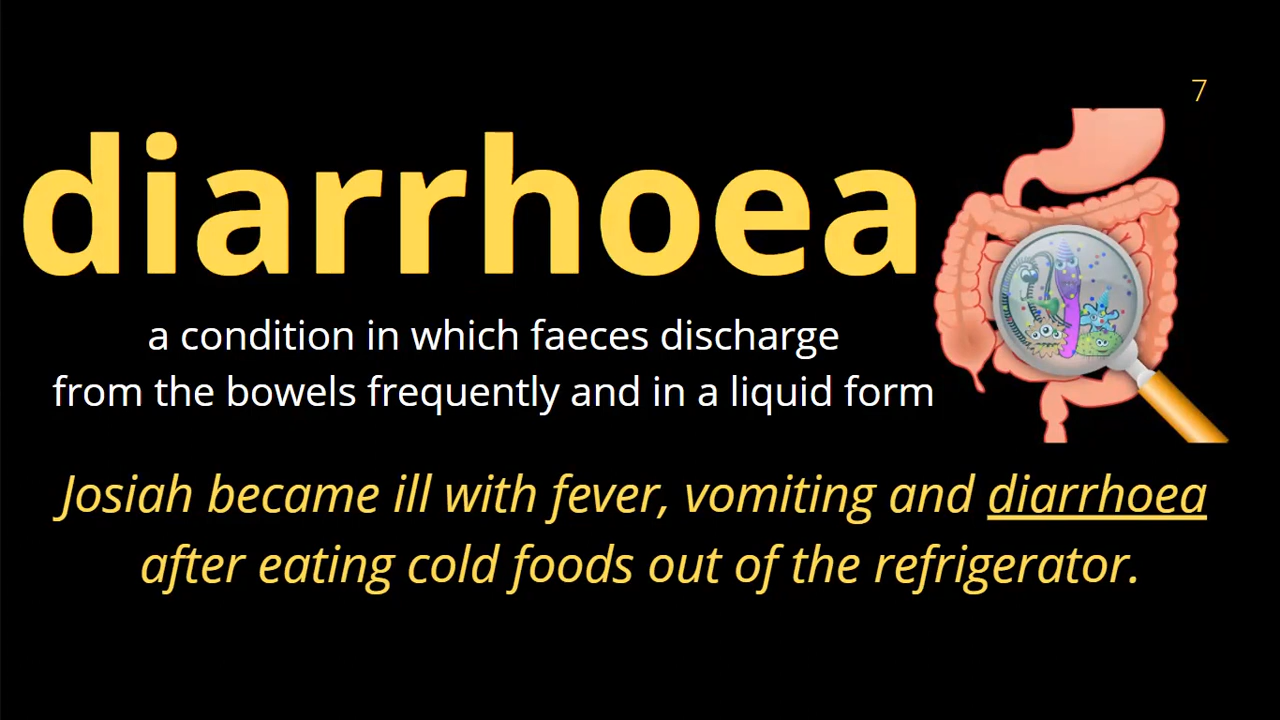 7
diarrhoea
a condition in which faeces discharge
from the bowels frequently and in a liquid form
Josiah became ill with fever, vomiting and diarrhoea
after eating cold foods out of the refrigerator.